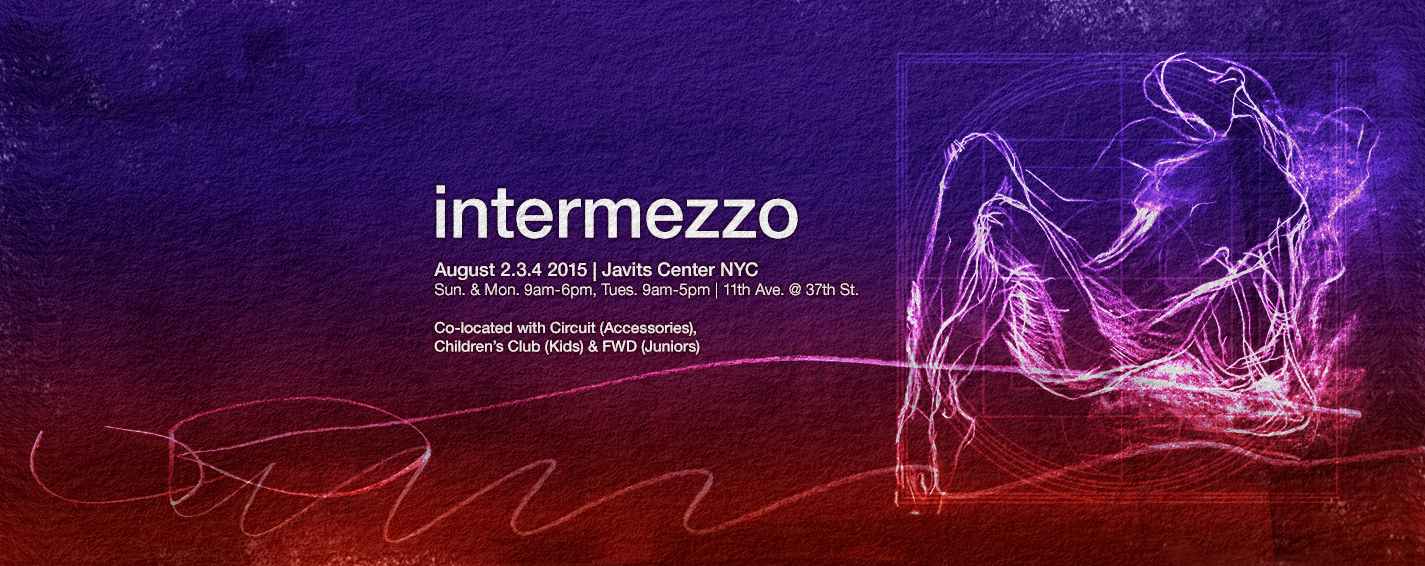 intermezzo
August 2.3.4 2015 | Javits Center NYC
Sun. & Mon. 9am-6pm, Tues. 9am-5pm | 11th Ave. @ 37th St.
Co-located with Circuit (Accessories),
Children's Club (Kids) & FWD (Juniors)